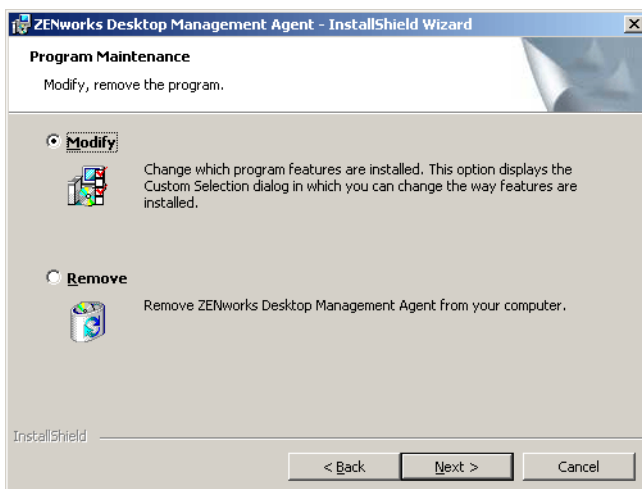 ZENworks Desktop Management Agent - InstallShield Wizard
Program Maintenance
Modify, remove the program.
Modify
Change which program features are installed. This option displays the
Custom Selection dialog in which you can change the way features are
installed.
Remove
Remove ZENworks Desktop Management Agent from your computer.
InstallShield
< Back Next > Cancel